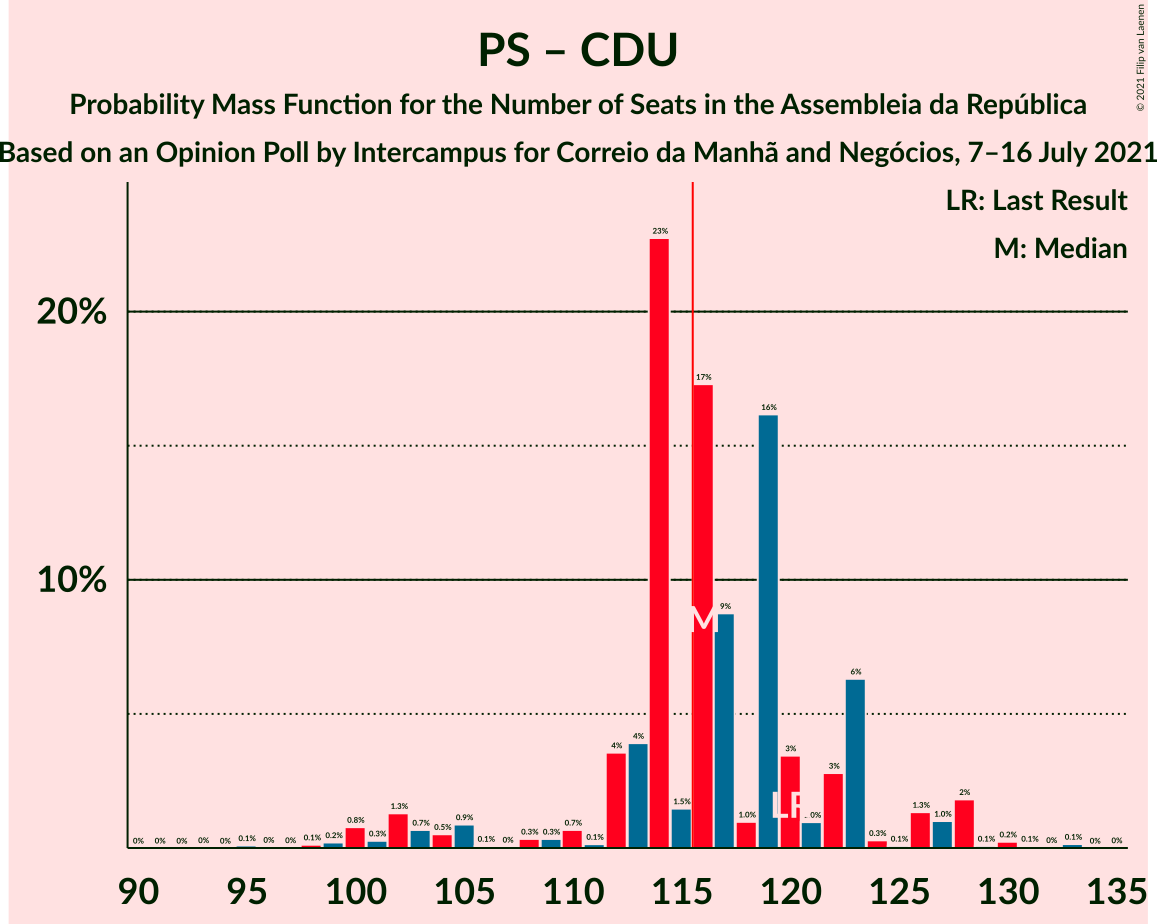 PS – CDU
Probability Mass Function for the Number of Seats in the Assembleia da República
Based on an Opinion Poll by Intercampus for Correio da Manhã and Negócios, 7–16 July 2021
© 2021 Filip van Laenen
LR: Last Result
M: Median
20%
10%
0% 0% 0% 0% 0% 0.1% 0% 0% 0.1% 0.2% 0.8% 0.3% 1.3% 0.7% 0.5% 0.9% 0.1% 0% 0.3% 0.3% 0.7% 0.1% 4% 4% 23% 1.5% 17% 9% 1.0% 16% 3% 3% 6% 0.3% 0.1% 1.3% 1.0% 2% 0.1% 0.2% 0.1% 0% 0.1% 0% 0%
M
LR
90 95 100 105 110 115 120 125 130 135